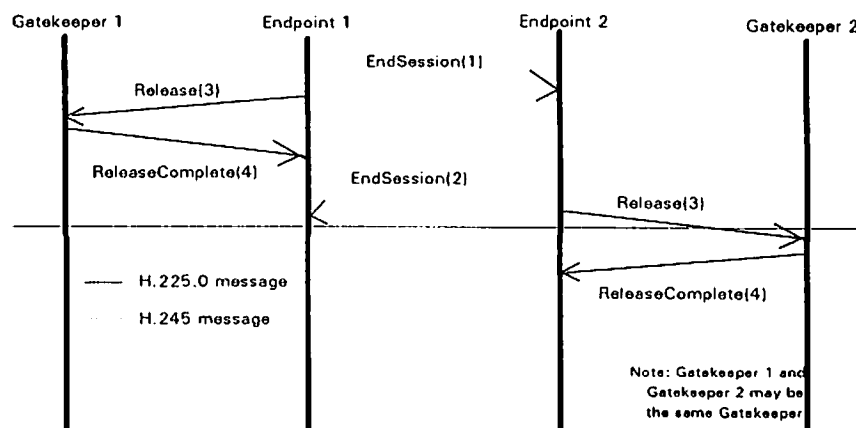 Gatekeeper 1
Endpoint 1
Endpoint 2
Gatekeeper 2
EndSession(1)
Release(3)
ReleaseComplete(4)
EndSession(2)
Release(3)
H.225.0 message
ReleaseComplete(4)
H.245 message
Note: Gatekeeper 1 and
Gatekeeper 2 may be
the same Gatekeeper